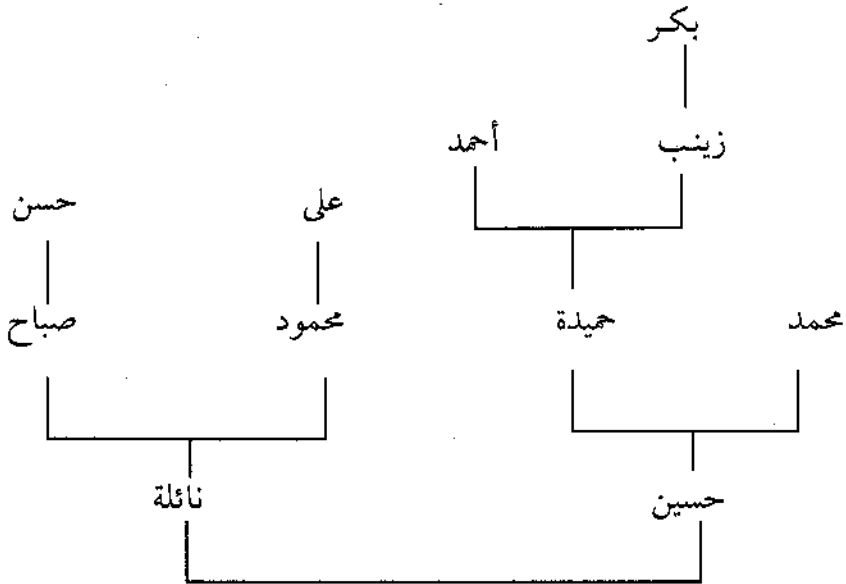 بكر
زينب أحمد
على حسن
محمد حميدة محمود صباح
حسين نائلة